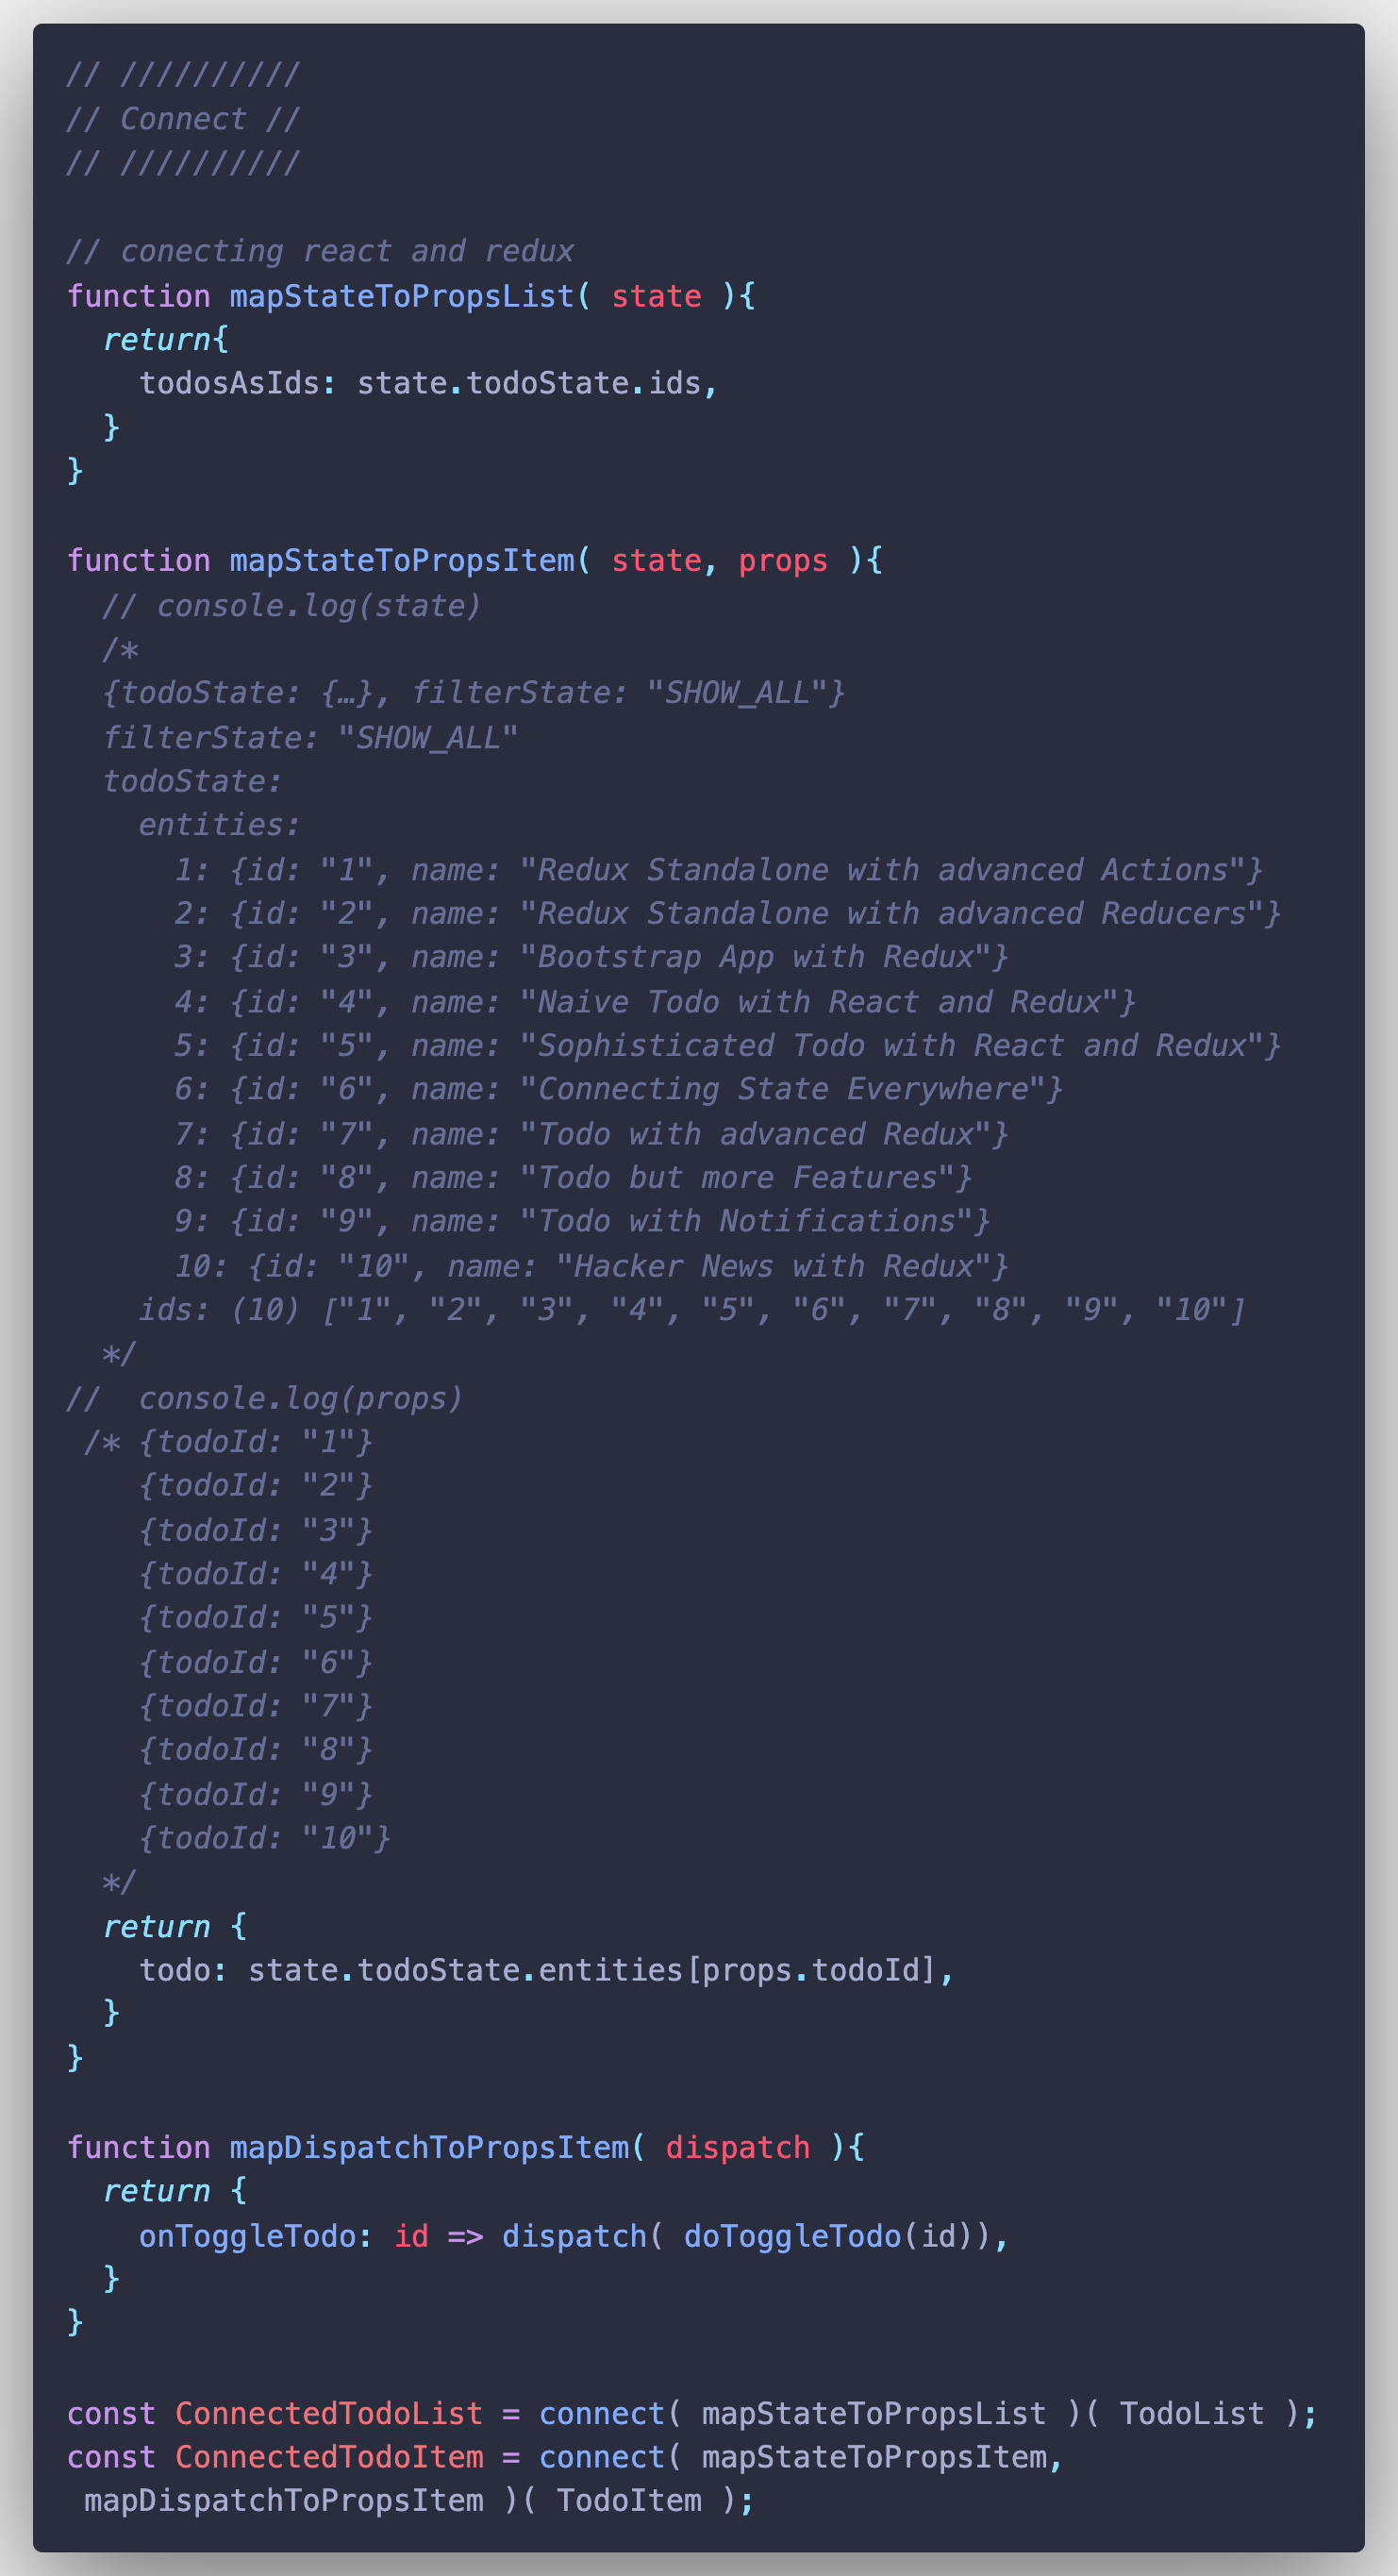 // //////////
// Connect //
// //////////

// conecting react and redux
function mapStateToPropsList( state ){
  return{
    todosAsIds: state.todoState.ids,
  }
}

function mapStateToPropsItem( state, props ){
  // console.log(state)
  /*
  {todoState: {…}, filterState: "SHOW_ALL"}
  filterState: "SHOW_ALL"
  todoState:
    entities:
      1: {id: "1", name: "Redux Standalone with advanced Actions"}
      2: {id: "2", name: "Redux Standalone with advanced Reducers"}
      3: {id: "3", name: "Bootstrap App with Redux"}
      4: {id: "4", name: "Naive Todo with React and Redux"}
      5: {id: "5", name: "Sophisticated Todo with React and Redux"}
      6: {id: "6", name: "Connecting State Everywhere"}
      7: {id: "7", name: "Todo with advanced Redux"}
      8: {id: "8", name: "Todo but more Features"}
      9: {id: "9", name: "Todo with Notifications"}
      10: {id: "10", name: "Hacker News with Redux"}
    ids: (10) ["1", "2", "3", "4", "5", "6", "7", "8", "9", "10"]
  */
//  console.log(props)
 /* {todoId: "1"}
    {todoId: "2"}
    {todoId: "3"}
    {todoId: "4"}
    {todoId: "5"}
    {todoId: "6"}
    {todoId: "7"}
    {todoId: "8"}
    {todoId: "9"}
    {todoId: "10"}
  */
  return {
    todo: state.todoState.entities[props.todoId],
  }
}

function mapDispatchToPropsItem( dispatch ){
  return {
    onToggleTodo: id => dispatch( doToggleTodo(id)),
  }
}

const ConnectedTodoList = connect( mapStateToPropsList )( TodoList );
const ConnectedTodoItem = connect( mapStateToPropsItem,
 mapDispatchToPropsItem )( TodoItem );